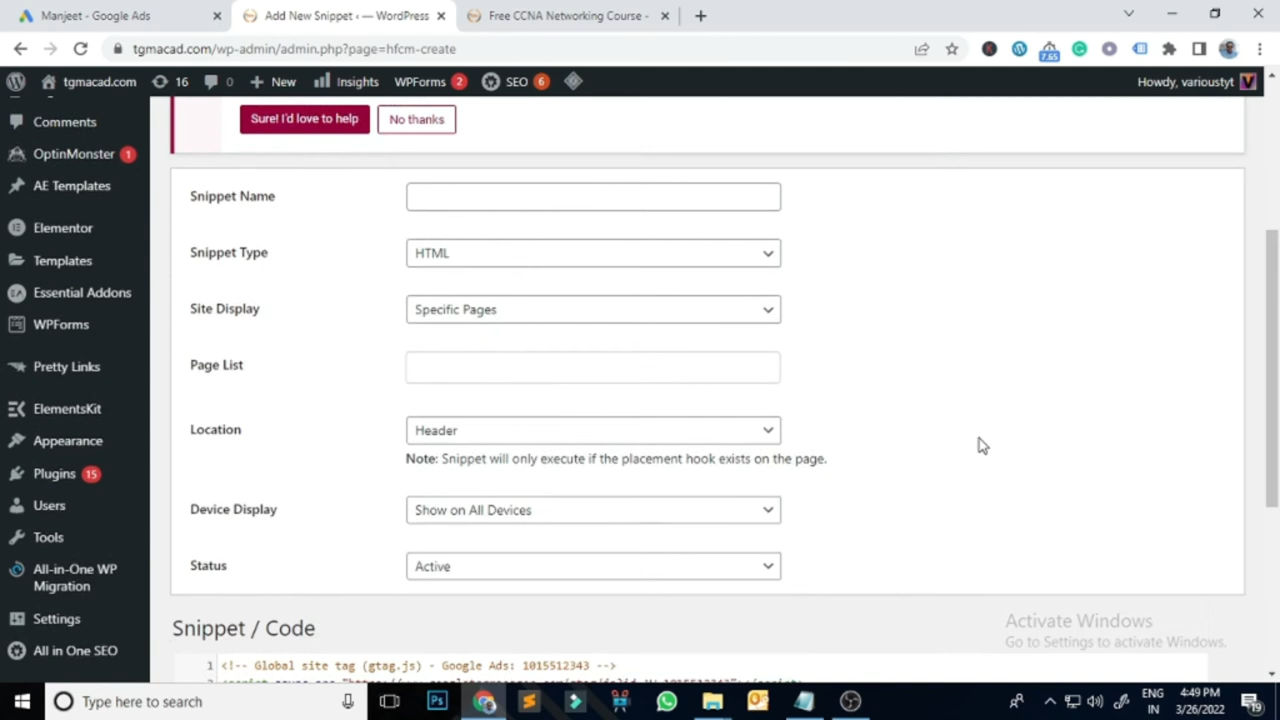 Manjeet - Google Ads
Add New Snippet ‹ — WordPress
Free CCNA Networking Course -
tgmacad.com/wp-admin/admin.php?page=hfcm-create
7.65
tgmacad.com
16
0
New
Insights
WPForms 2
SEO 6
Howdy, varioustyt
Comments
OptinMonster 1
AE Templates
Elementor
Templates
Essential Addons
WPForms
Pretty Links
ElementsKit
Appearance
Plugins 15
Users
Tools
All-in-One WP
Migration
Settings
All in One SEO
Sure! I'd love to help
No thanks
Snippet Name
Snippet Type
HTML
Site Display
Specific Pages
Page List
Location
Header
Note: Snippet will only execute if the placement hook exists on the page.
Device Display
Show on All Devices
Status
Active
Snippet / Code
1 <!-- Global site tag (gtag.js) - Google Ads: 1015512343 -->
Activate Windows
Go to Settings to activate Windows.
Type here to search
Ps
ENG
IN
4:49 PM
3/26/2022
19